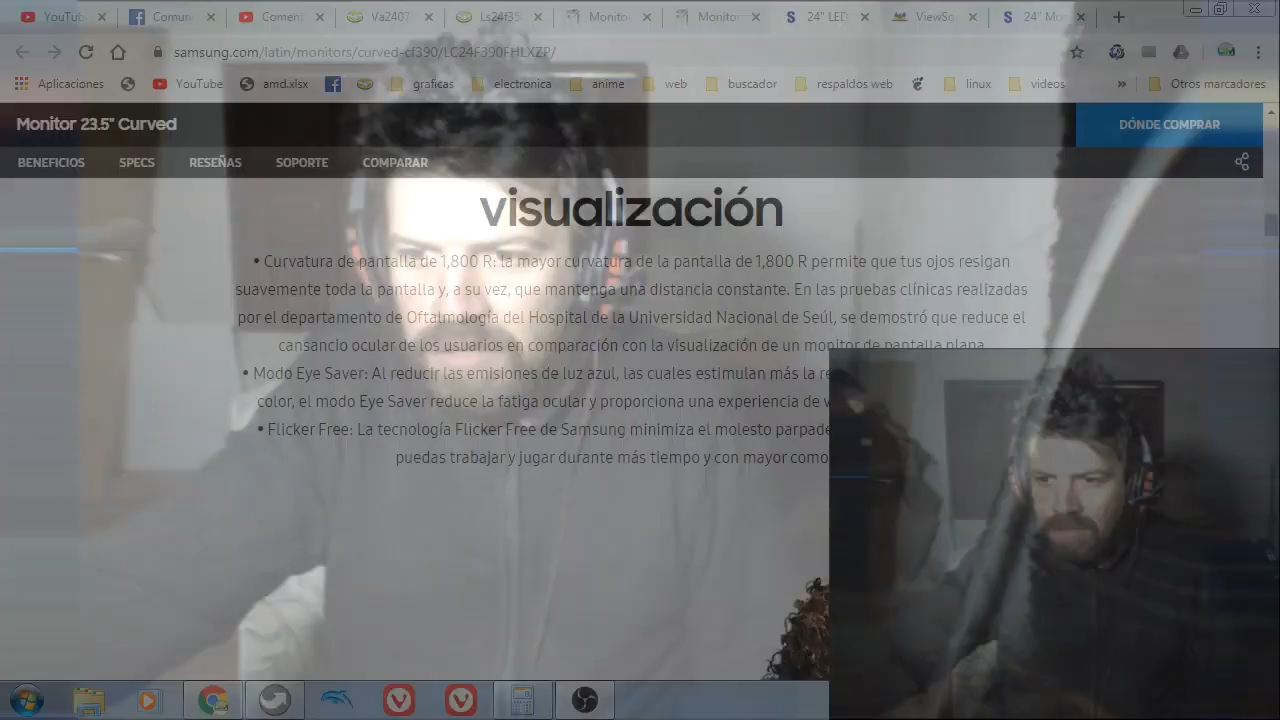 YouTub
Comun
Coment
Va2407
Ls24f35
Monito
Monitor
24" LED
ViewSo
24" Mo
samsung.com/latin/monitors/curved-cf390/LC24F390FHLXZP/
Aplicaciones
YouTube
amd.xlsx
graficas
electronica
anime
web
buscador
respaldos web
linux
videos
»
Otros marcadores
Monitor 23.5" Curved
DÓNDE COMPRAR
BENEFICIOS
SPECS
RESEÑAS
SOPORTE
COMPARAR
visualización
• Curvatura de pantalla de 1,800 R: la mayor curvatura de la pantalla de 1,800 R permite que tus ojos resigan
suavemente toda la pantalla y, a su vez, que mantenga una distancia constante. En las pruebas clínicas realizadas
por el departamento de Oftalmología del Hospital de la Universidad Nacional de Seúl, se demostró que reduce el
cansancio ocular de los usuarios en comparación con la visualización de un monitor de pantalla plana.
• Modo Eye Saver: Al reducir las emisiones de luz azul, las cuales estimulan más la re
color, el modo Eye Saver reduce la fatiga ocular y proporciona una experiencia de v
• Flicker Free: La tecnología Flicker Free de Samsung minimiza el molesto parpade
puedas trabajar y jugar durante más tiempo y con mayor como